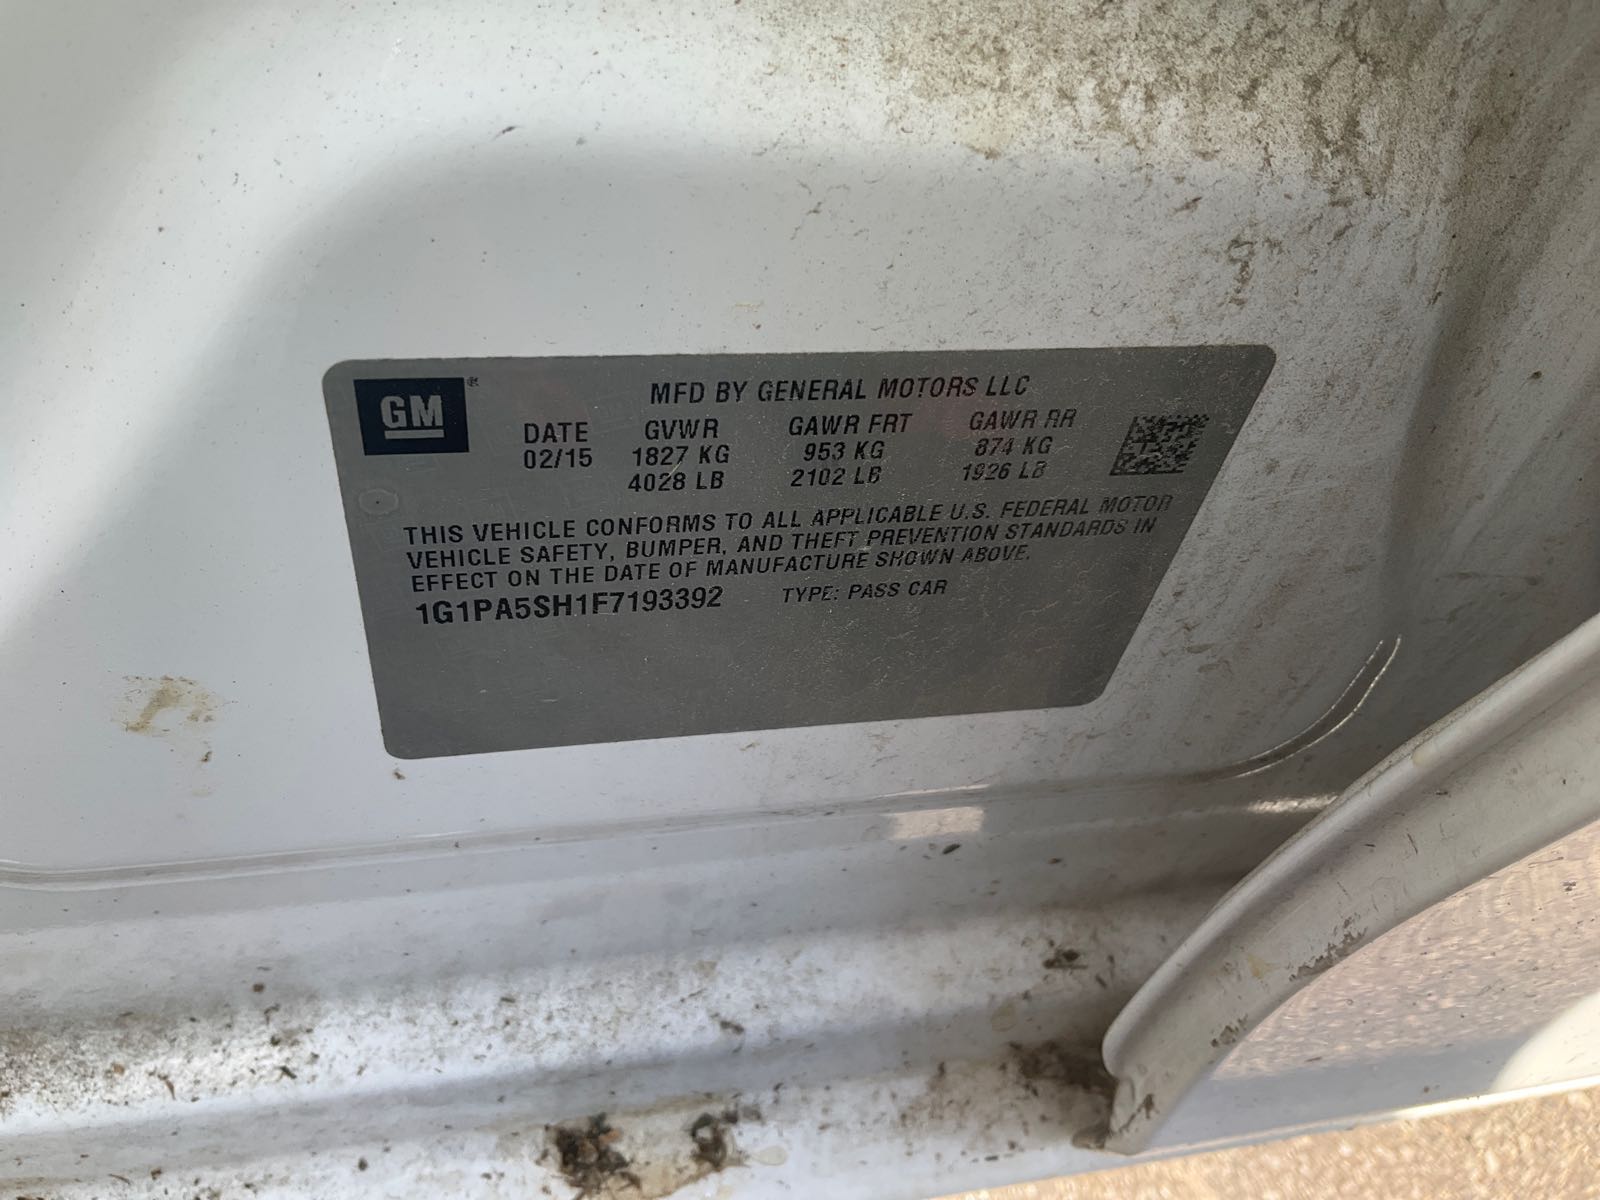 GM®
MFD BY GENERAL MOTORS LLC
DATE GVWR GAWR FRT GAWR RR
02/15 1827 KG 953 KG 874 KG
4028 LB 2102 LB 1926 LB
THIS VEHICLE CONFORMS TO ALL APPLICABLE U.S. FEDERAL MOTOR
VEHICLE SAFETY, BUMPER, AND THEFT PREVENTION STANDARDS IN
EFFECT ON THE DATE OF MANUFACTURE SHOWN ABOVE.
1G1PA5SH1F7193392 TYPE: PASS CAR